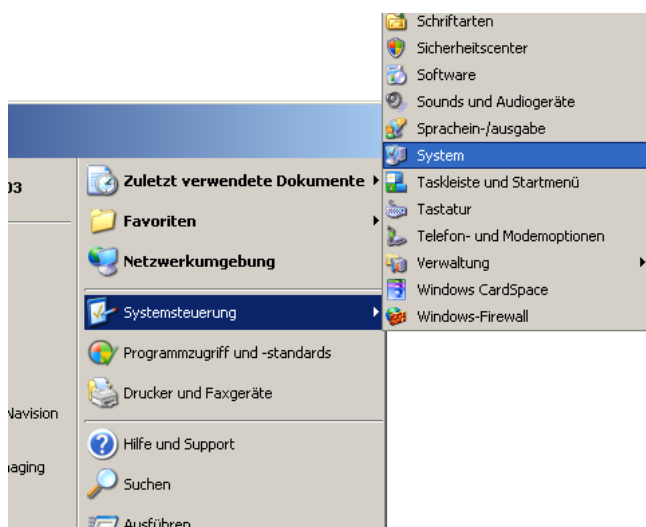 Schriftarten
Sicherheitscenter
Software
Sounds und Audiogeräte
Sprachein-/ausgabe
System
Taskleiste und Startmenü
Tastatur
Telefon- und Modemoptionen
Verwaltung
Windows CardSpace
Windows-Firewall
03
Zuletzt verwendete Dokumente
Favoriten
Netzwerkumgebung
Systemsteuerung
Programmzugriff und -standards
Drucker und Faxgeräte
Navision
Hilfe und Support
aging
Suchen
Ausführen